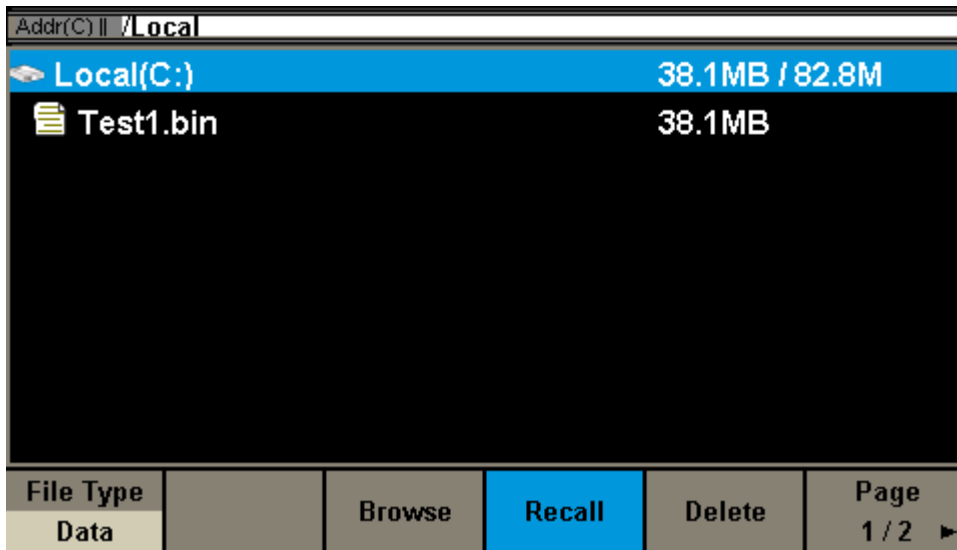 Addr(C) || /Local
Local(C:) 38.1MB / 82.8M
Test1.bin 38.1MB
File Type
Data
Browse
Recall
Delete
Page
1 / 2 ►